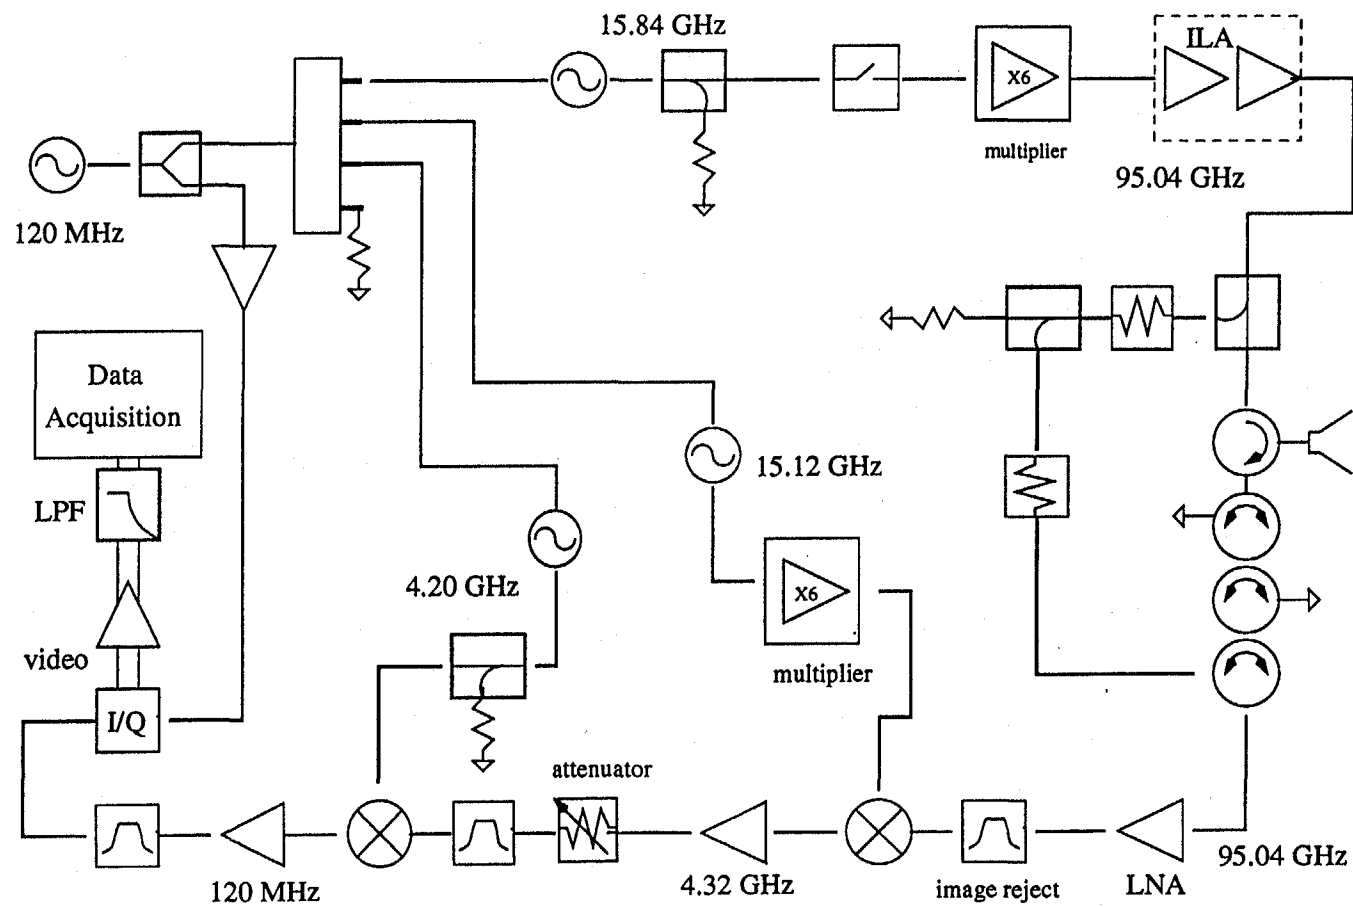 15.84 GHz
ILA
X6
multiplier
95.04 GHz
120 MHz
Data
Acquisition
LPF
15.12 GHz
4.20 GHz
X6
multiplier
video
I/Q
attenuator
120 MHz
4.32 GHz
image reject
LNA
95.04 GHz